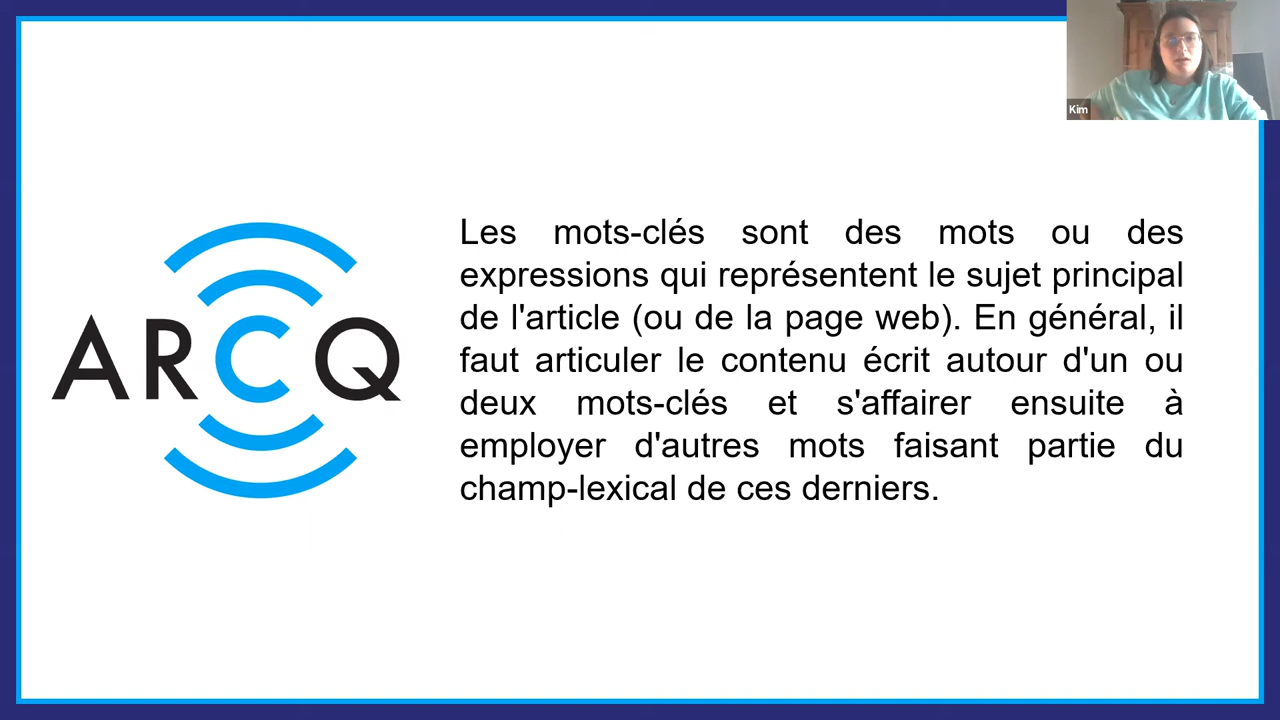 Kim
ARCQ
Les mots-clés sont des mots ou des
expressions qui représentent le sujet principal
de l'article (ou de la page web). En général, il
faut articuler le contenu écrit autour d'un ou
deux mots-clés et s'affairer ensuite à
employer d'autres mots faisant partie du
champ-lexical de ces derniers.